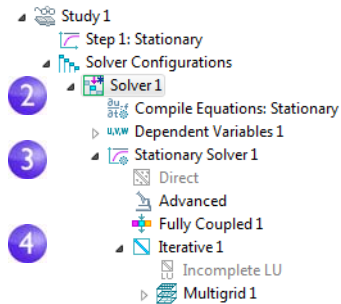 Study 1
Step 1: Stationary
Solver Configurations
2 Solver 1
∂u/∂t Compile Equations: Stationary
u,v,w Dependent Variables 1
3 Stationary Solver 1
Direct
Advanced
Fully Coupled 1
4 Iterative 1
LU Incomplete LU
Multigrid 1